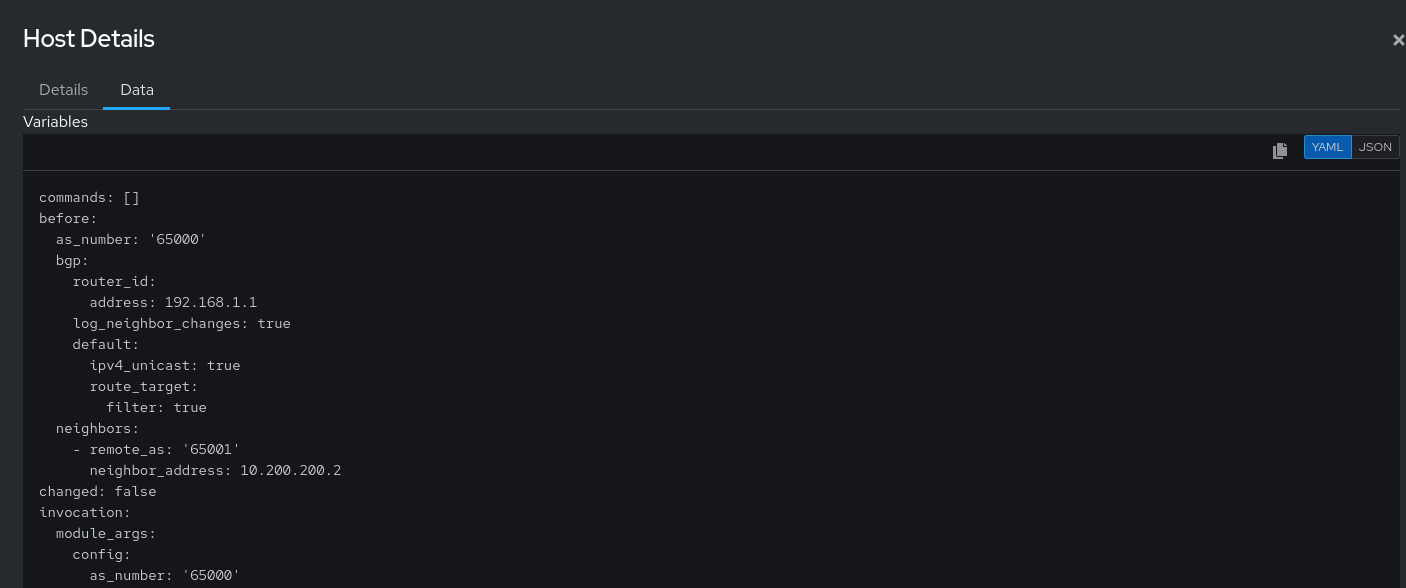 Host Details
Details Data
Variables
YAML JSON
commands: []
before:
  as_number: '65000'
  bgp:
    router_id:
      address: 192.168.1.1
    log_neighbor_changes: true
    default:
      ipv4_unicast: true
      route_target:
        filter: true
  neighbors:
    - remote_as: '65001'
      neighbor_address: 10.200.200.2
changed: false
invocation:
  module_args:
    config:
      as_number: '65000'